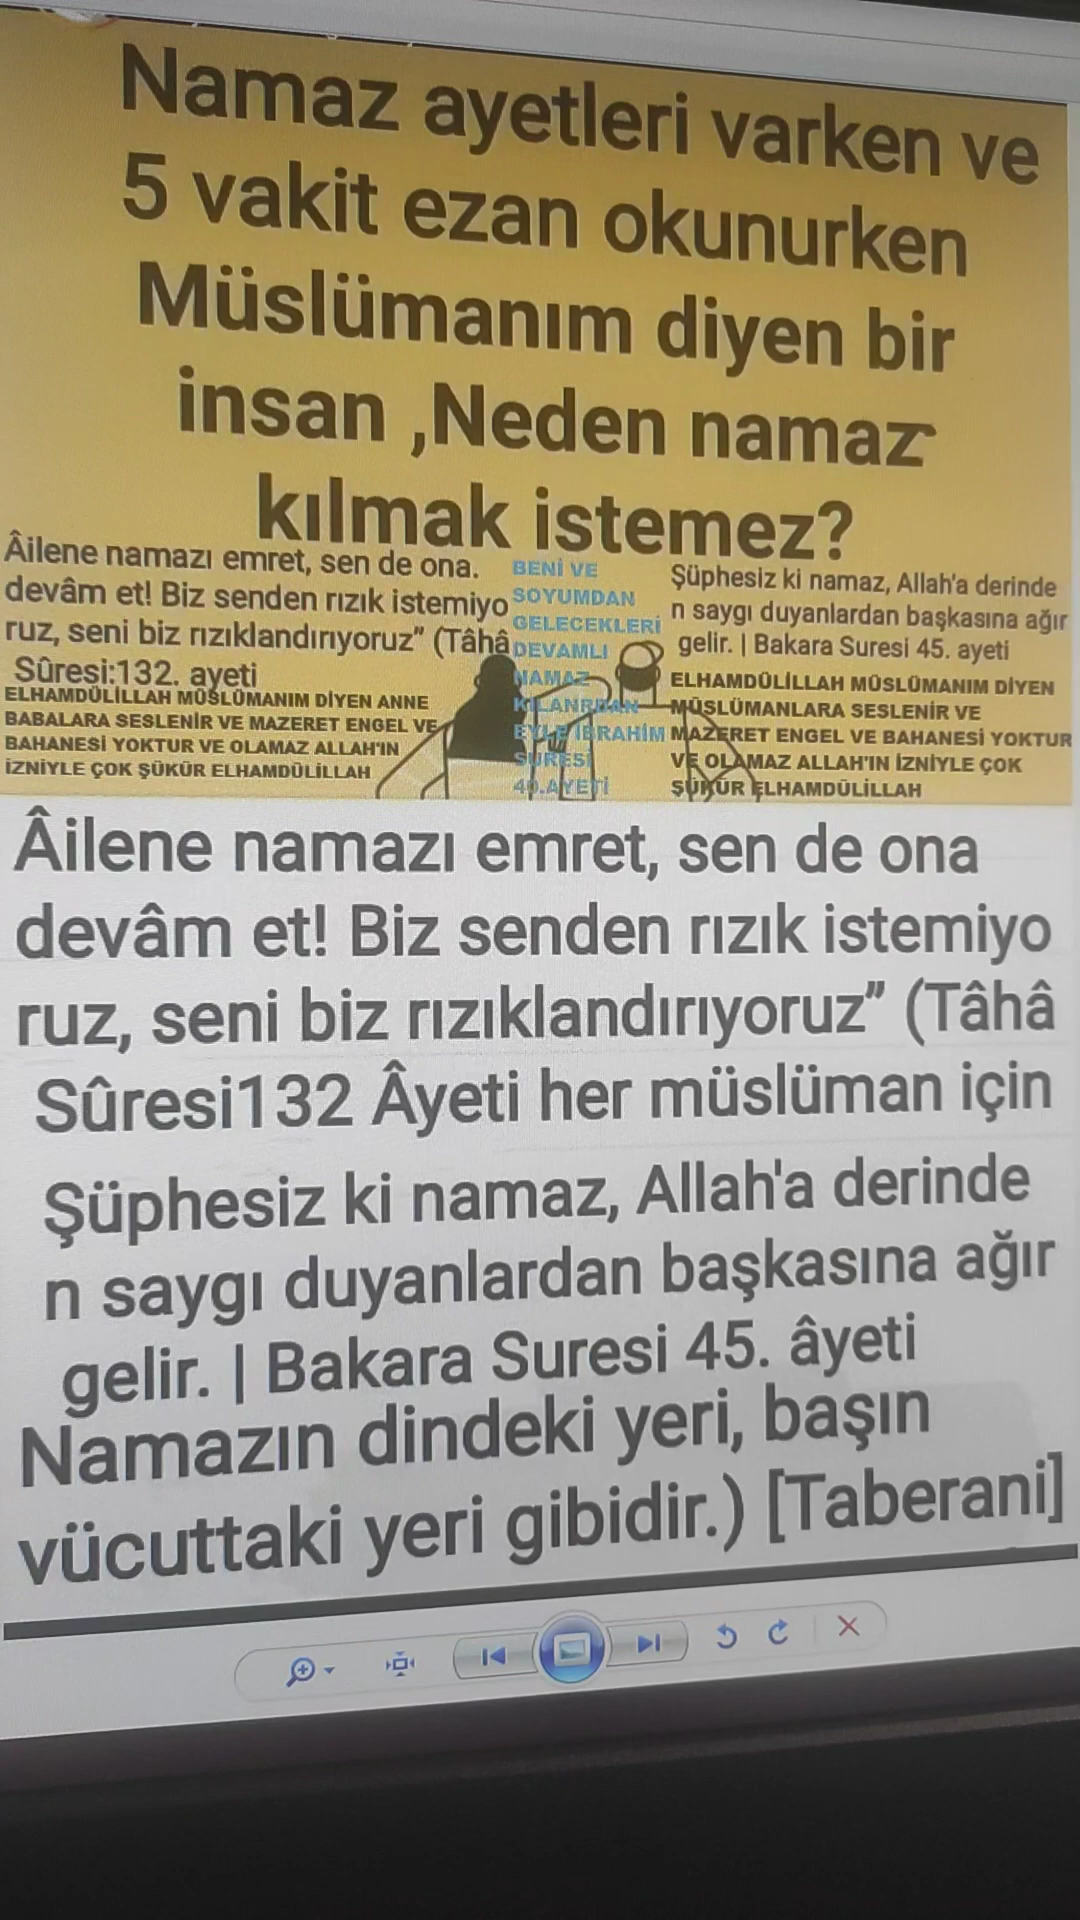 Namaz ayetleri varken ve
5 vakit ezan okunurken
Müslümanım diyen bir
insan ,Neden namaz
kılmak istemez?
Âilene namazı emret, sen de ona.
devâm et! Biz senden rızık istemiyo
ruz, seni biz rızıklandırıyoruz” (Tâhâ
Sûresi:132. ayeti
ELHAMDÜLİLLAH MÜSLÜMANIM DİYEN ANNE
BABALARA SESLENİR VE MAZERET ENGEL VE
BAHANESİ YOKTUR VE OLAMAZ ALLAH'IN
İZNİYLE ÇOK ŞÜKÜR ELHAMDÜLİLLAH
BENİ VE
SOYUMDAN
GELECEKLERİ
DEVAMLI
NAMAZ
KILANRDAN
EYLE İBRAHİM
SURESİ
40.AYETİ
Şüphesiz ki namaz, Allah'a derinde
n saygı duyanlardan başkasına ağır
gelir. | Bakara Suresi 45. ayeti
ELHAMDÜLİLLAH MÜSLÜMANIM DİYEN
MÜSLÜMANLARA SESLENİR VE
MAZERET ENGEL VE BAHANESİ YOKTUR
VE OLAMAZ ALLAH'IN İZNİYLE ÇOK
ŞÜKÜR ELHAMDÜLİLLAH
Âilene namazı emret, sen de ona
devâm et! Biz senden rızık istemiyo
ruz, seni biz rızıklandırıyoruz” (Tâhâ
Sûresi132 Âyeti her müslüman için
Şüphesiz ki namaz, Allah'a derinde
n saygı duyanlardan başkasına ağır
gelir. | Bakara Suresi 45. âyeti
Namazın dindeki yeri, başın
vücuttaki yeri gibidir.) [Taberani]